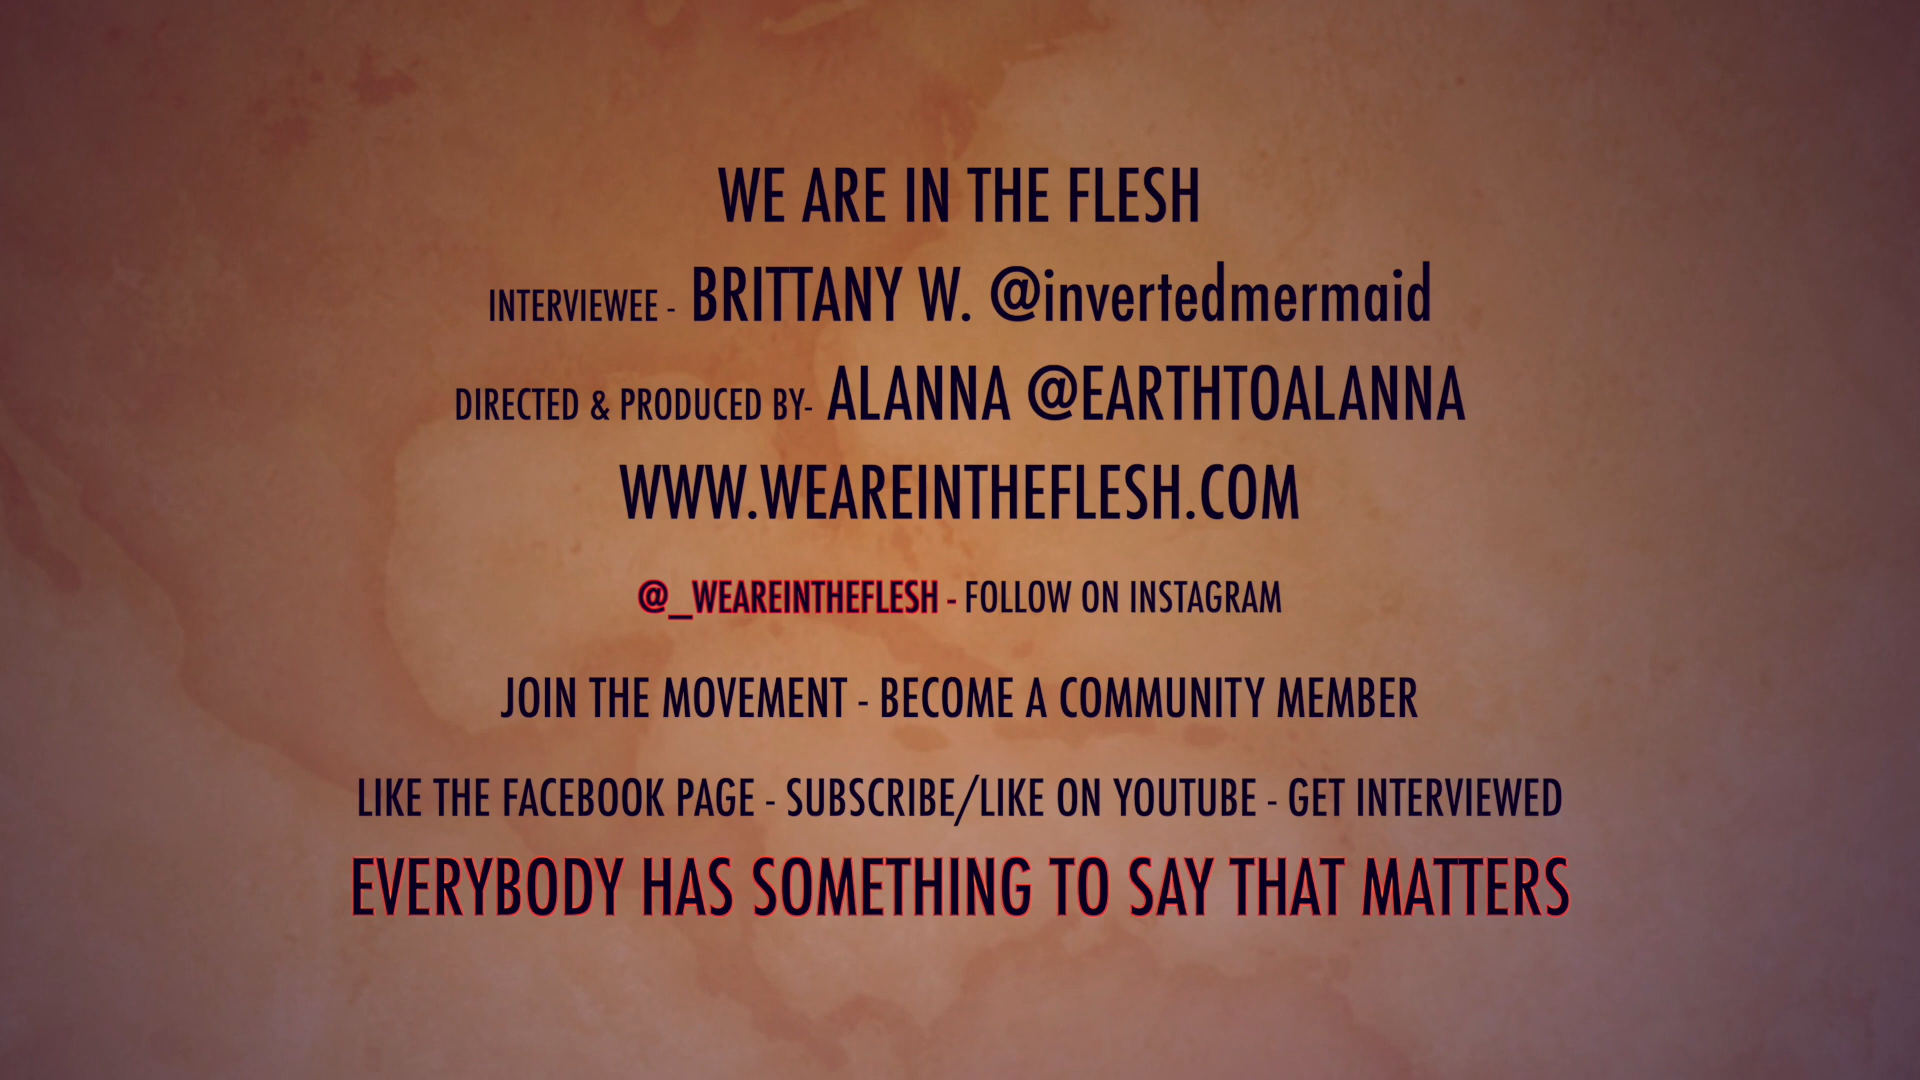 WE ARE IN THE FLESH
INTERVIEWEE - BRITTANY W. @invertedmermaid
DIRECTED & PRODUCED BY- ALANNA @EARTHTOALANNA
WWW.WEAREINTHEFLESH.COM
@_WEAREINTHEFLESH - FOLLOW ON INSTAGRAM
JOIN THE MOVEMENT - BECOME A COMMUNITY MEMBER
LIKE THE FACEBOOK PAGE - SUBSCRIBE/LIKE ON YOUTUBE - GET INTERVIEWED
EVERYBODY HAS SOMETHING TO SAY THAT MATTERS